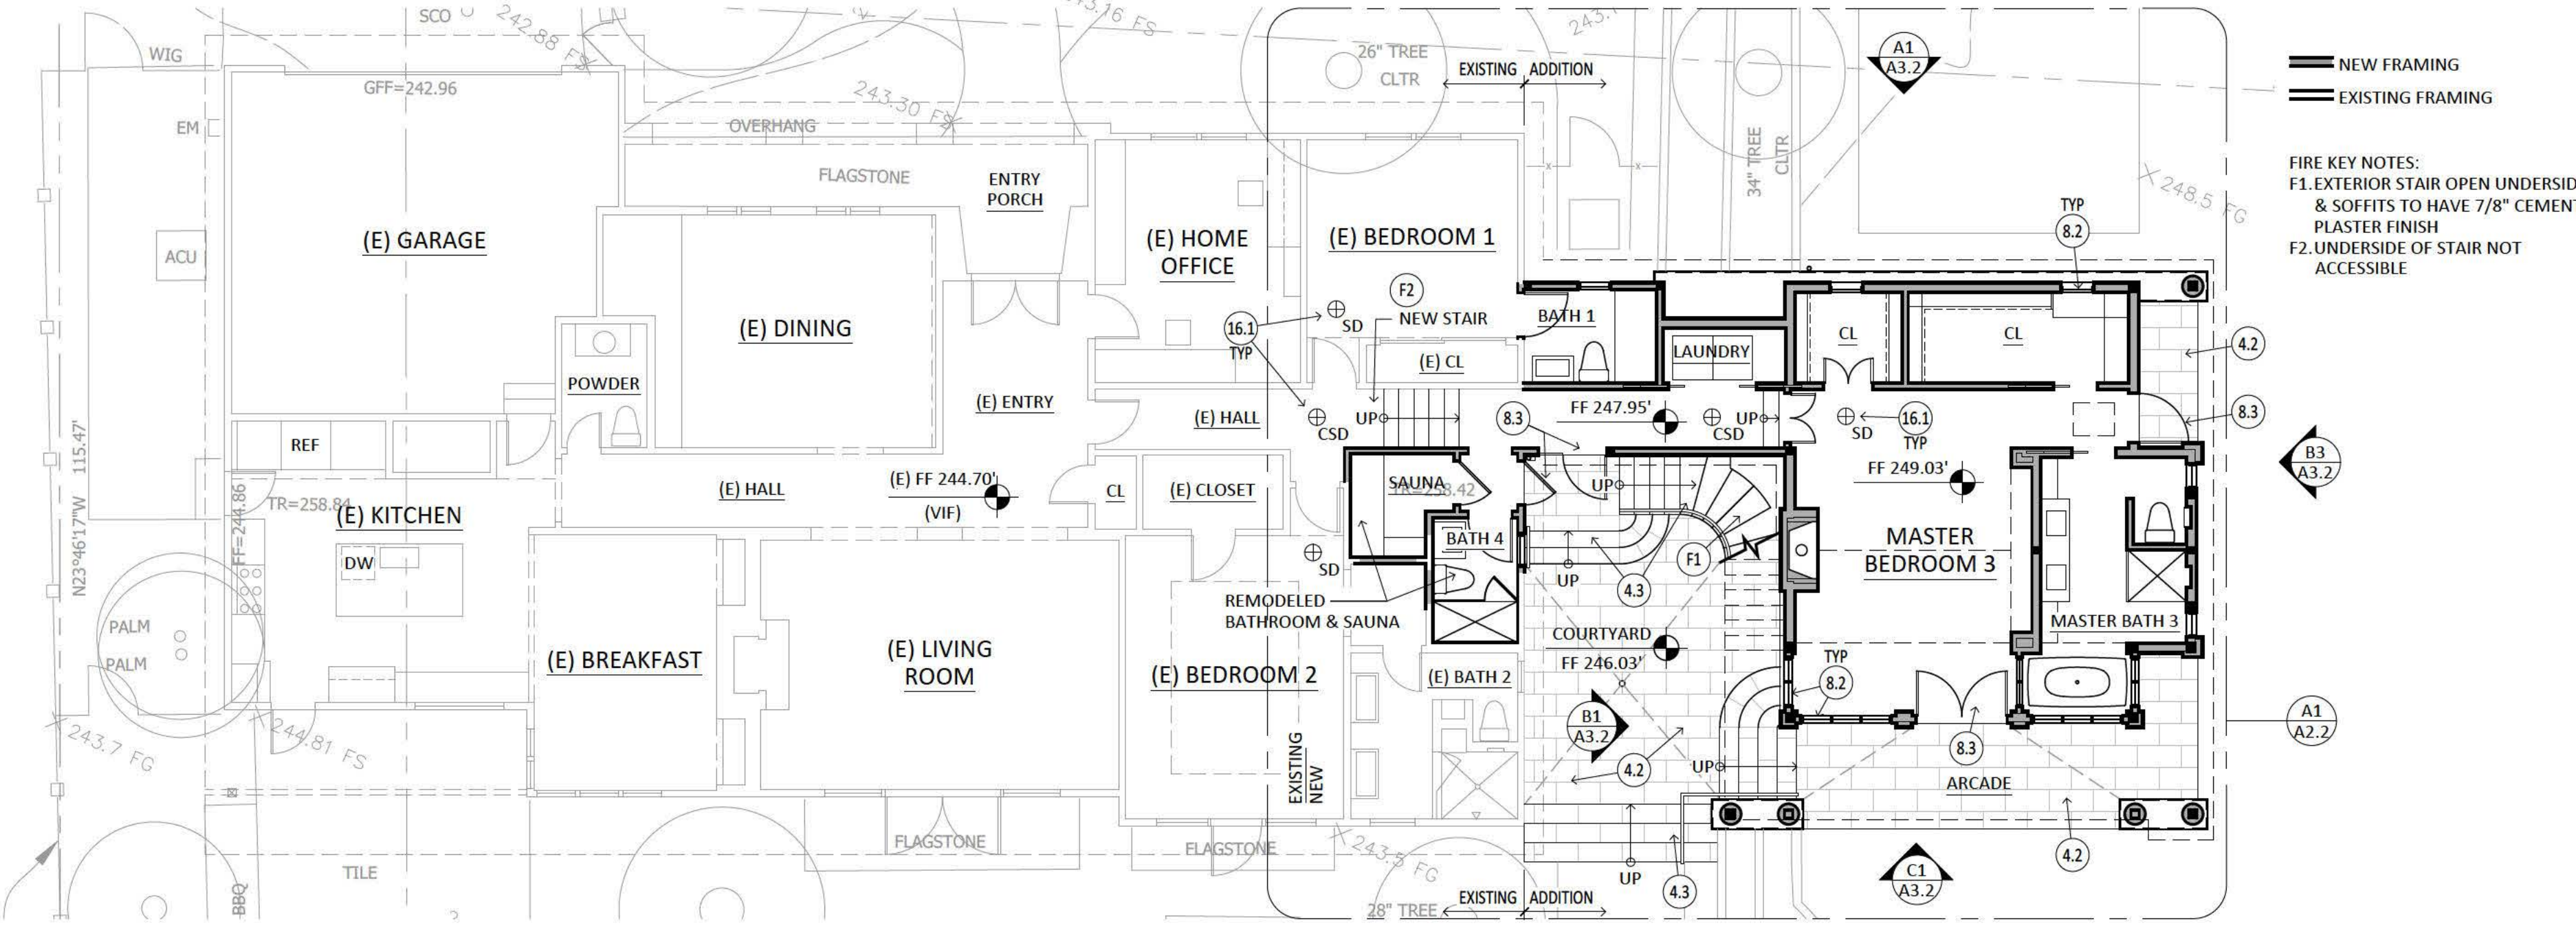 SCO
242.88 FS
243.16 FS
WIG
GFF=242.96
EM
ACU
243.30 FS
OVERHANG
FLAGSTONE
ENTRY
PORCH
26" TREE
CLTR
EXISTING
ADDITION
34" TREE
CLTR
A1
A3.2
NEW FRAMING
EXISTING FRAMING
FIRE KEY NOTES:
F1. EXTERIOR STAIR OPEN UNDERSID
& SOFFITS TO HAVE 7/8" CEMENT
PLASTER FINISH
F2. UNDERSIDE OF STAIR NOT
ACCESSIBLE
248.5 FG
TYP
8.2
(E) GARAGE
(E) HOME
OFFICE
(E) BEDROOM 1
F2
NEW STAIR
SD
16.1
TYP
(E) DINING
POWDER
(E) ENTRY
(E) CL
BATH 1
LAUNDRY
CL
CL
4.2
8.3
(E) HALL
CSD
UP
8.3
FF 247.95'
CSD
UP
SD
16.1
TYP
FF 249.03'
B3
A3.2
REF
N23°46'17"W 115.47'
TR=258.84
FF=244.86
(E) KITCHEN
DW
(E) HALL
(E) FF 244.70'
(VIF)
CL
(E) CLOSET
SAUNA
TR=258.42
BATH 4
UP
UP
F1
4.3
SD
REMODELED
BATHROOM & SAUNA
MASTER
BEDROOM 3
MASTER BATH 3
PALM
PALM
(E) BREAKFAST
(E) LIVING
ROOM
(E) BEDROOM 2
(E) BATH 2
COURTYARD
FF 246.03'
TYP
8.2
B1
A3.2
4.2
UP
8.3
ARCADE
A1
A2.2
243.7 FG
244.81 FS
EXISTING
NEW
FLAGSTONE
FLAGSTONE
243.5 FG
TILE
BBQ
28" TREE
EXISTING
ADDITION
UP
4.3
C1
A3.2
4.2